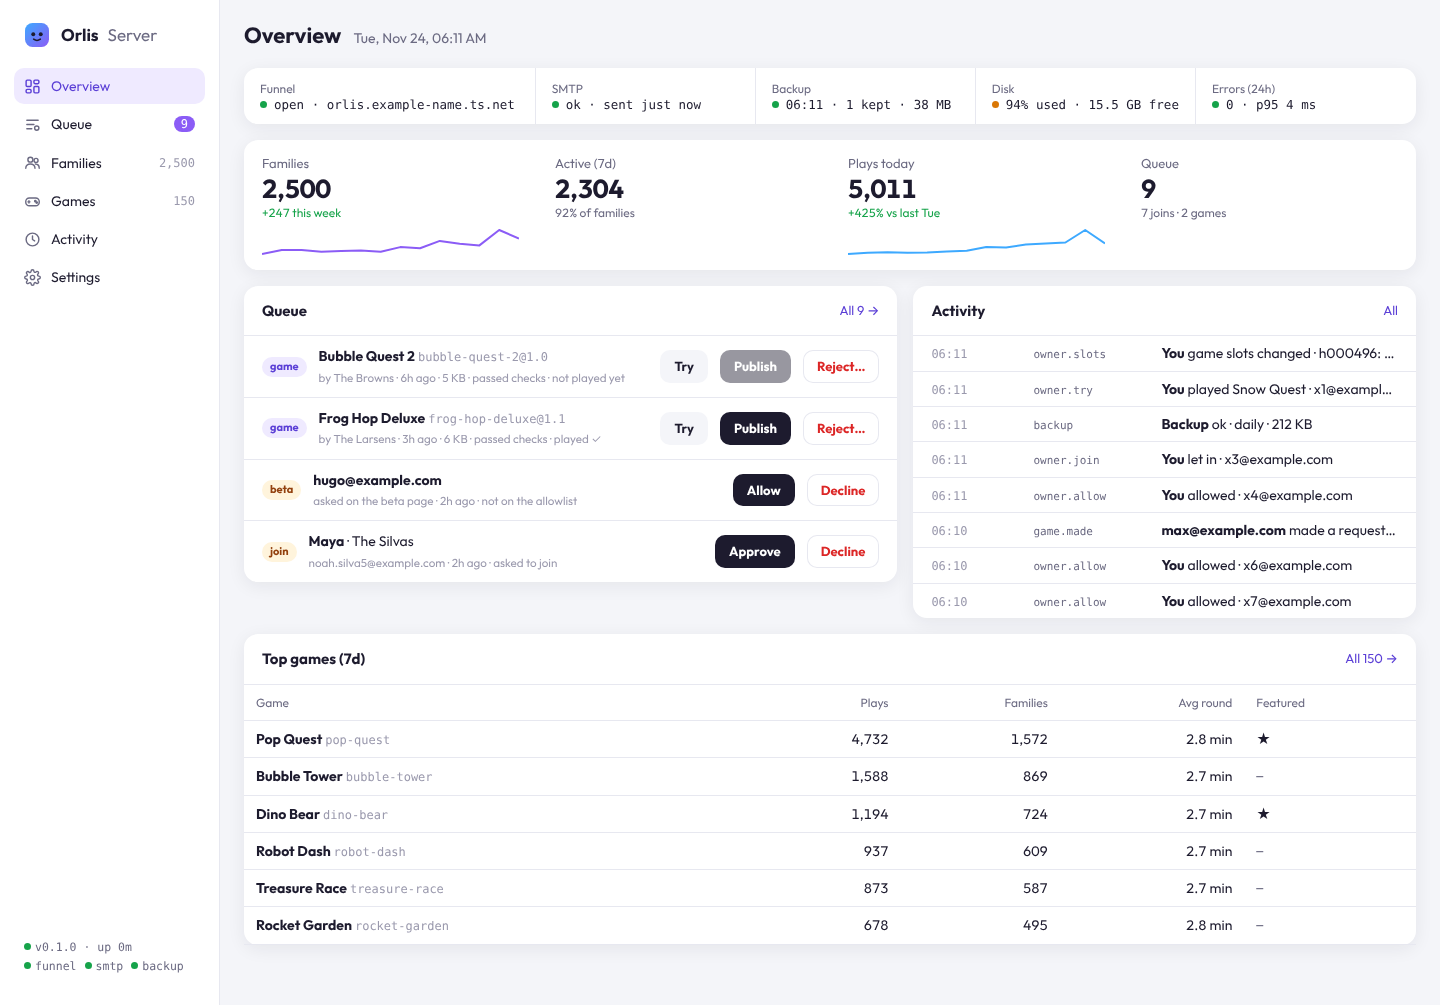 Orlis Server
Overview
Queue 9
Families 2,500
Games 150
Activity
Settings
v0.1.0 · up 0m
funnel smtp backup
Overview Tue, Nov 24, 06:11 AM
Funnel
open · orlis.example-name.ts.net
SMTP
ok · sent just now
Backup
06:11 · 1 kept · 38 MB
Disk
94% used · 15.5 GB free
Errors (24h)
0 · p95 4 ms
Families
2,500
+247 this week
Active (7d)
2,304
92% of families
Plays today
5,011
+425% vs last Tue
Queue
9
7 joins · 2 games
Queue All 9 →
game Bubble Quest 2 bubble-quest-2@1.0
by The Browns · 6h ago · 5 KB · passed checks · not played yet
Try Publish Reject…
game Frog Hop Deluxe frog-hop-deluxe@1.1
by The Larsens · 3h ago · 6 KB · passed checks · played ✓
Try Publish Reject…
beta hugo@example.com
asked on the beta page · 2h ago · not on the allowlist
Allow Decline
join Maya · The Silvas
noah.silva5@example.com · 2h ago · asked to join
Approve Decline
Activity All
06:11 owner.slots You game slots changed · h000496: …
06:11 owner.try You played Snow Quest · x1@exampl…
06:11 backup Backup ok · daily · 212 KB
06:11 owner.join You let in · x3@example.com
06:11 owner.allow You allowed · x4@example.com
06:10 game.made max@example.com made a request…
06:10 owner.allow You allowed · x6@example.com
06:10 owner.allow You allowed · x7@example.com
Top games (7d) All 150 →
Game Plays Families Avg round Featured
Pop Quest pop-quest 4,732 1,572 2.8 min ★
Bubble Tower bubble-tower 1,588 869 2.7 min –
Dino Bear dino-bear 1,194 724 2.7 min ★
Robot Dash robot-dash 937 609 2.7 min –
Treasure Race treasure-race 873 587 2.7 min –
Rocket Garden rocket-garden 678 495 2.8 min –